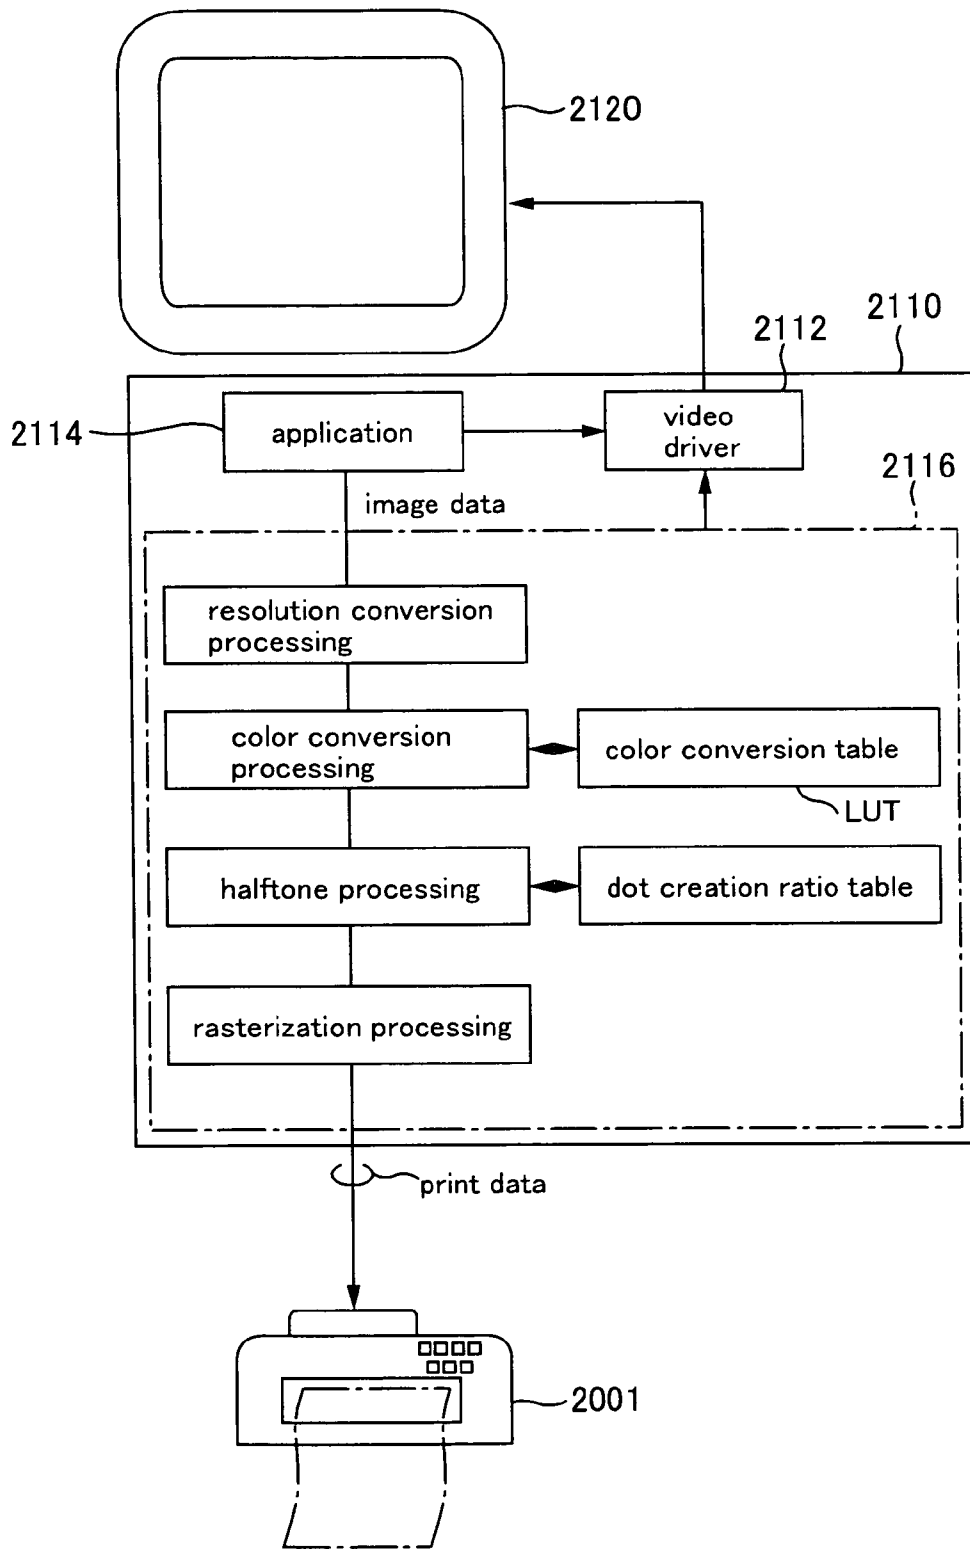 2120
2110
2112
2114
application
video
driver
2116
image data
resolution conversion
processing
color conversion
processing
color conversion table
LUT
halftone processing
dot creation ratio table
rasterization processing
print data
2001